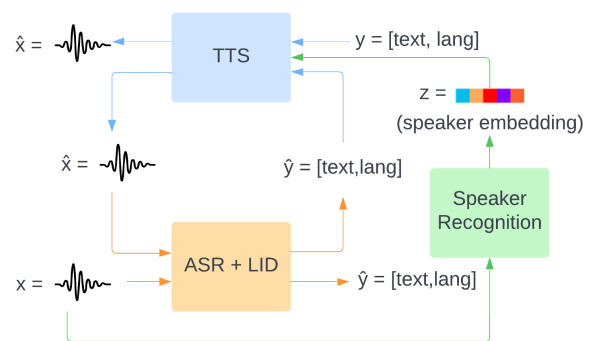 x̂ =
TTS
y = [text, lang]
z =
(speaker embedding)
x̂ =
ŷ = [text,lang]
Speaker
Recognition
ASR + LID
x =
ŷ = [text,lang]